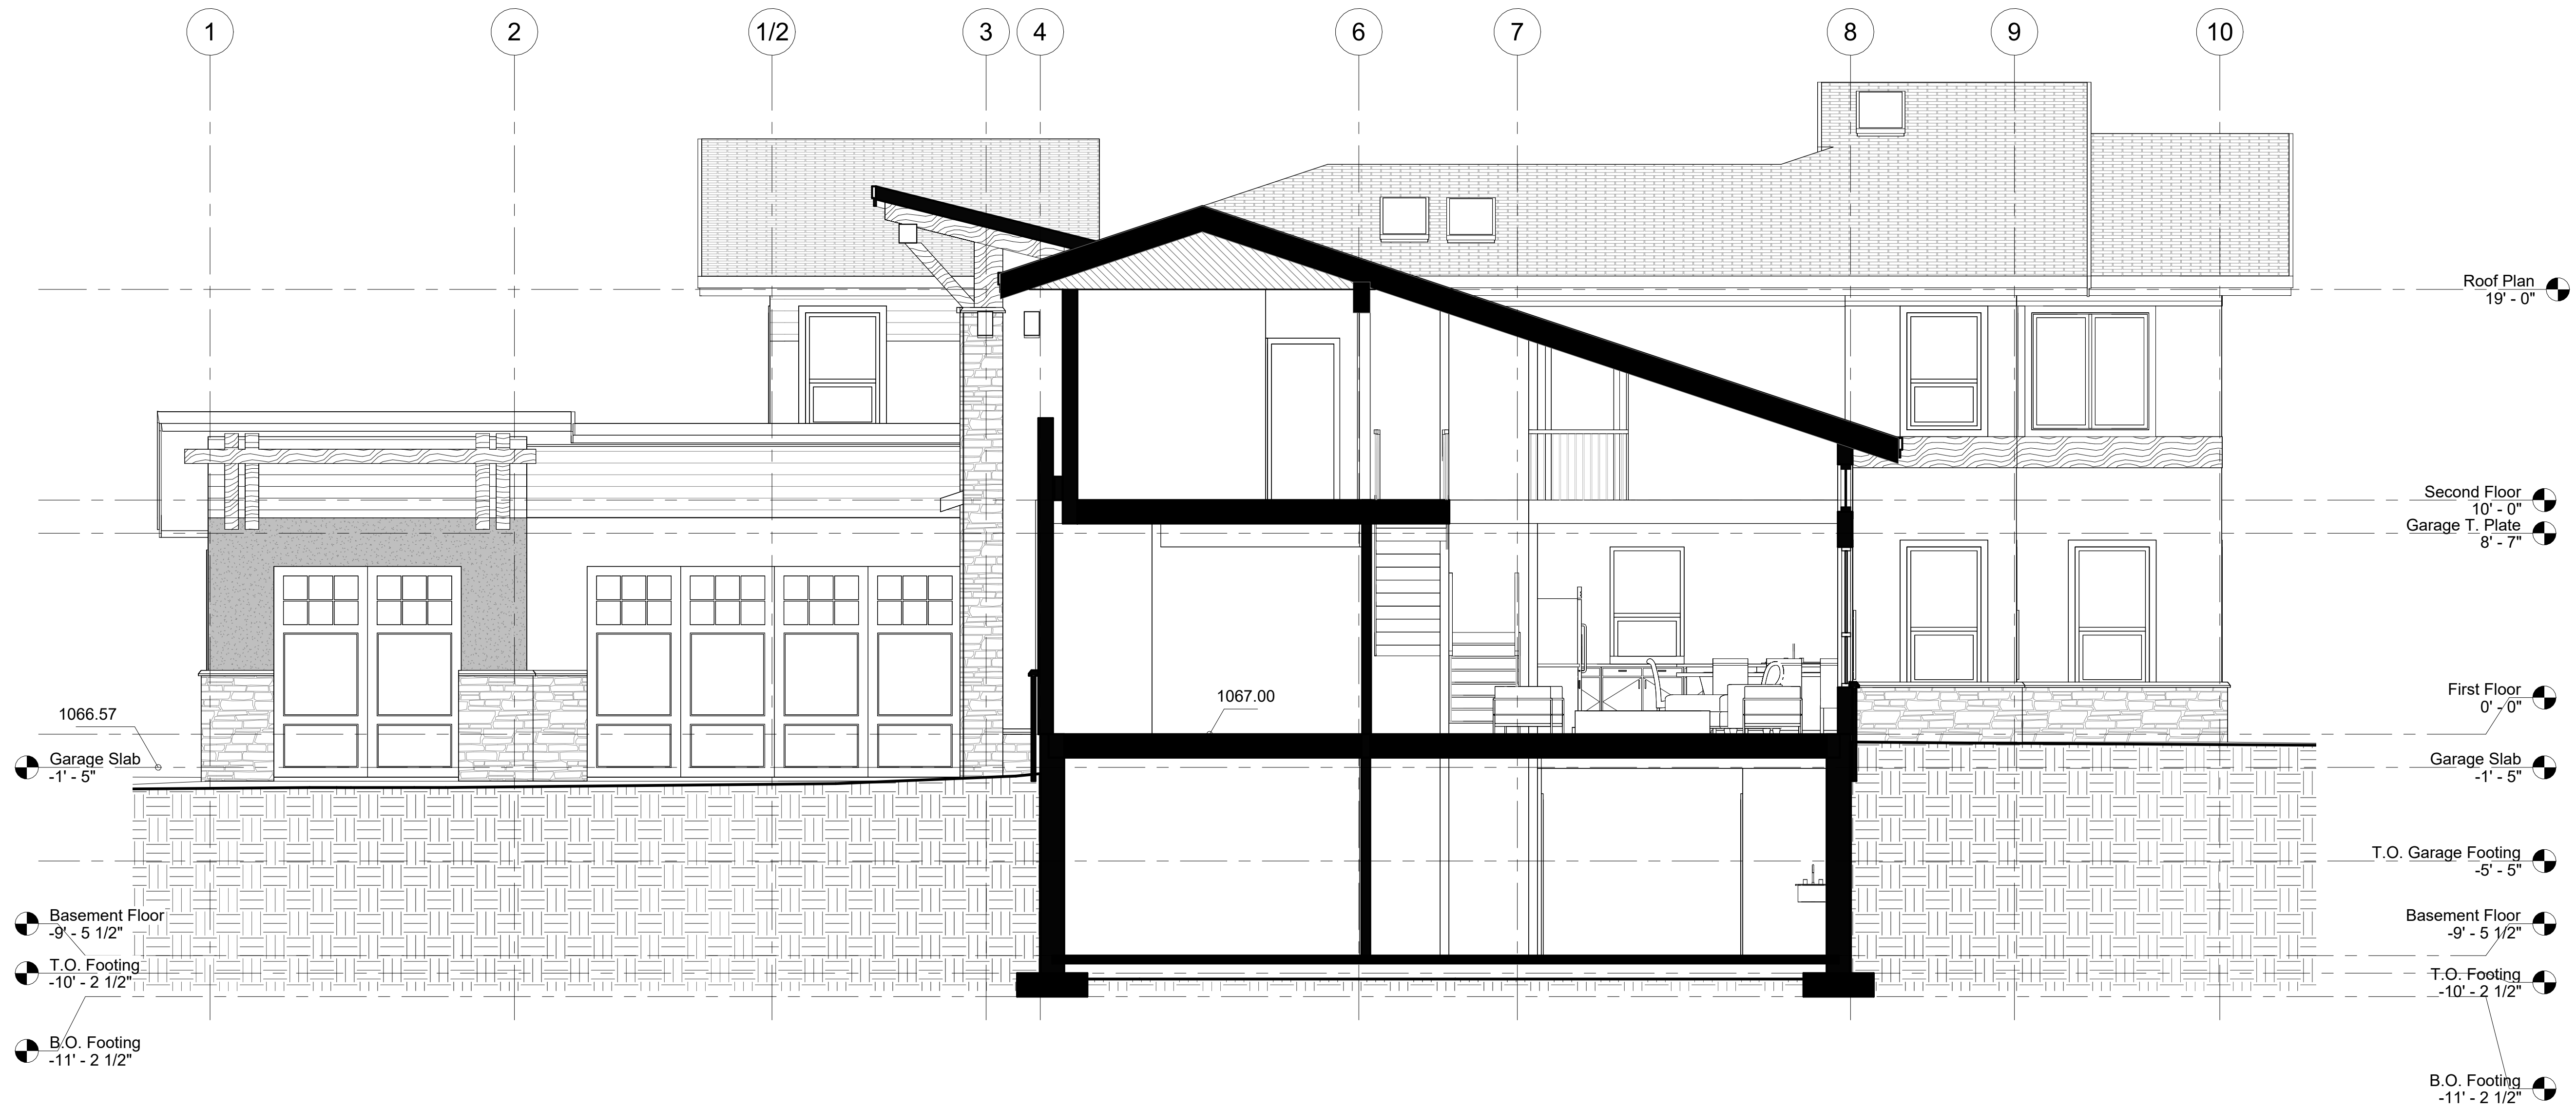 1
2
1/2
3
4
6
7
8
9
10
Roof Plan
19' - 0"
Second Floor
10' - 0"
Garage T. Plate
8' - 7"
First Floor
0' - 0"
1067.00
1066.57
Garage Slab
-1' - 5"
Garage Slab
-1' - 5"
T.O. Garage Footing
-5' - 5"
Basement Floor
-9' - 5 1/2"
Basement Floor
-9' - 5 1/2"
T.O. Footing
-10' - 2 1/2"
T.O. Footing
-10' - 2 1/2"
B.O. Footing
-11' - 2 1/2"
B.O. Footing
-11' - 2 1/2"